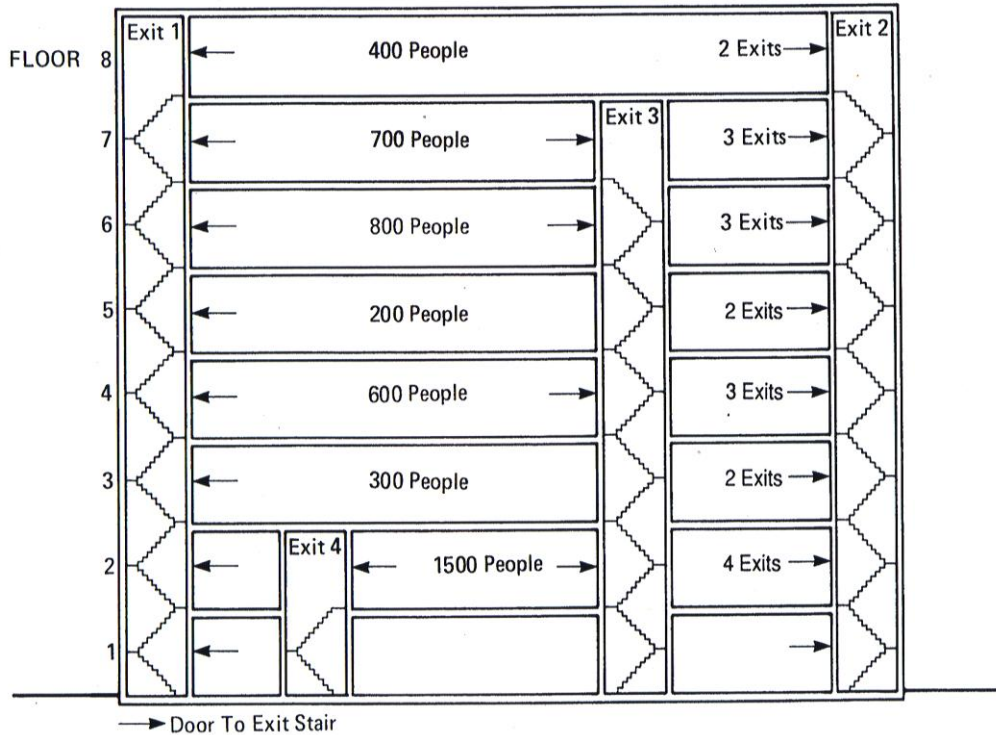 Exit 1
Exit 2
FLOOR 8
400 People
2 Exits
7
700 People
Exit 3
3 Exits
6
800 People
3 Exits
5
200 People
2 Exits
4
600 People
3 Exits
3
300 People
2 Exits
Exit 4
2
1500 People
4 Exits
1
Door To Exit Stair